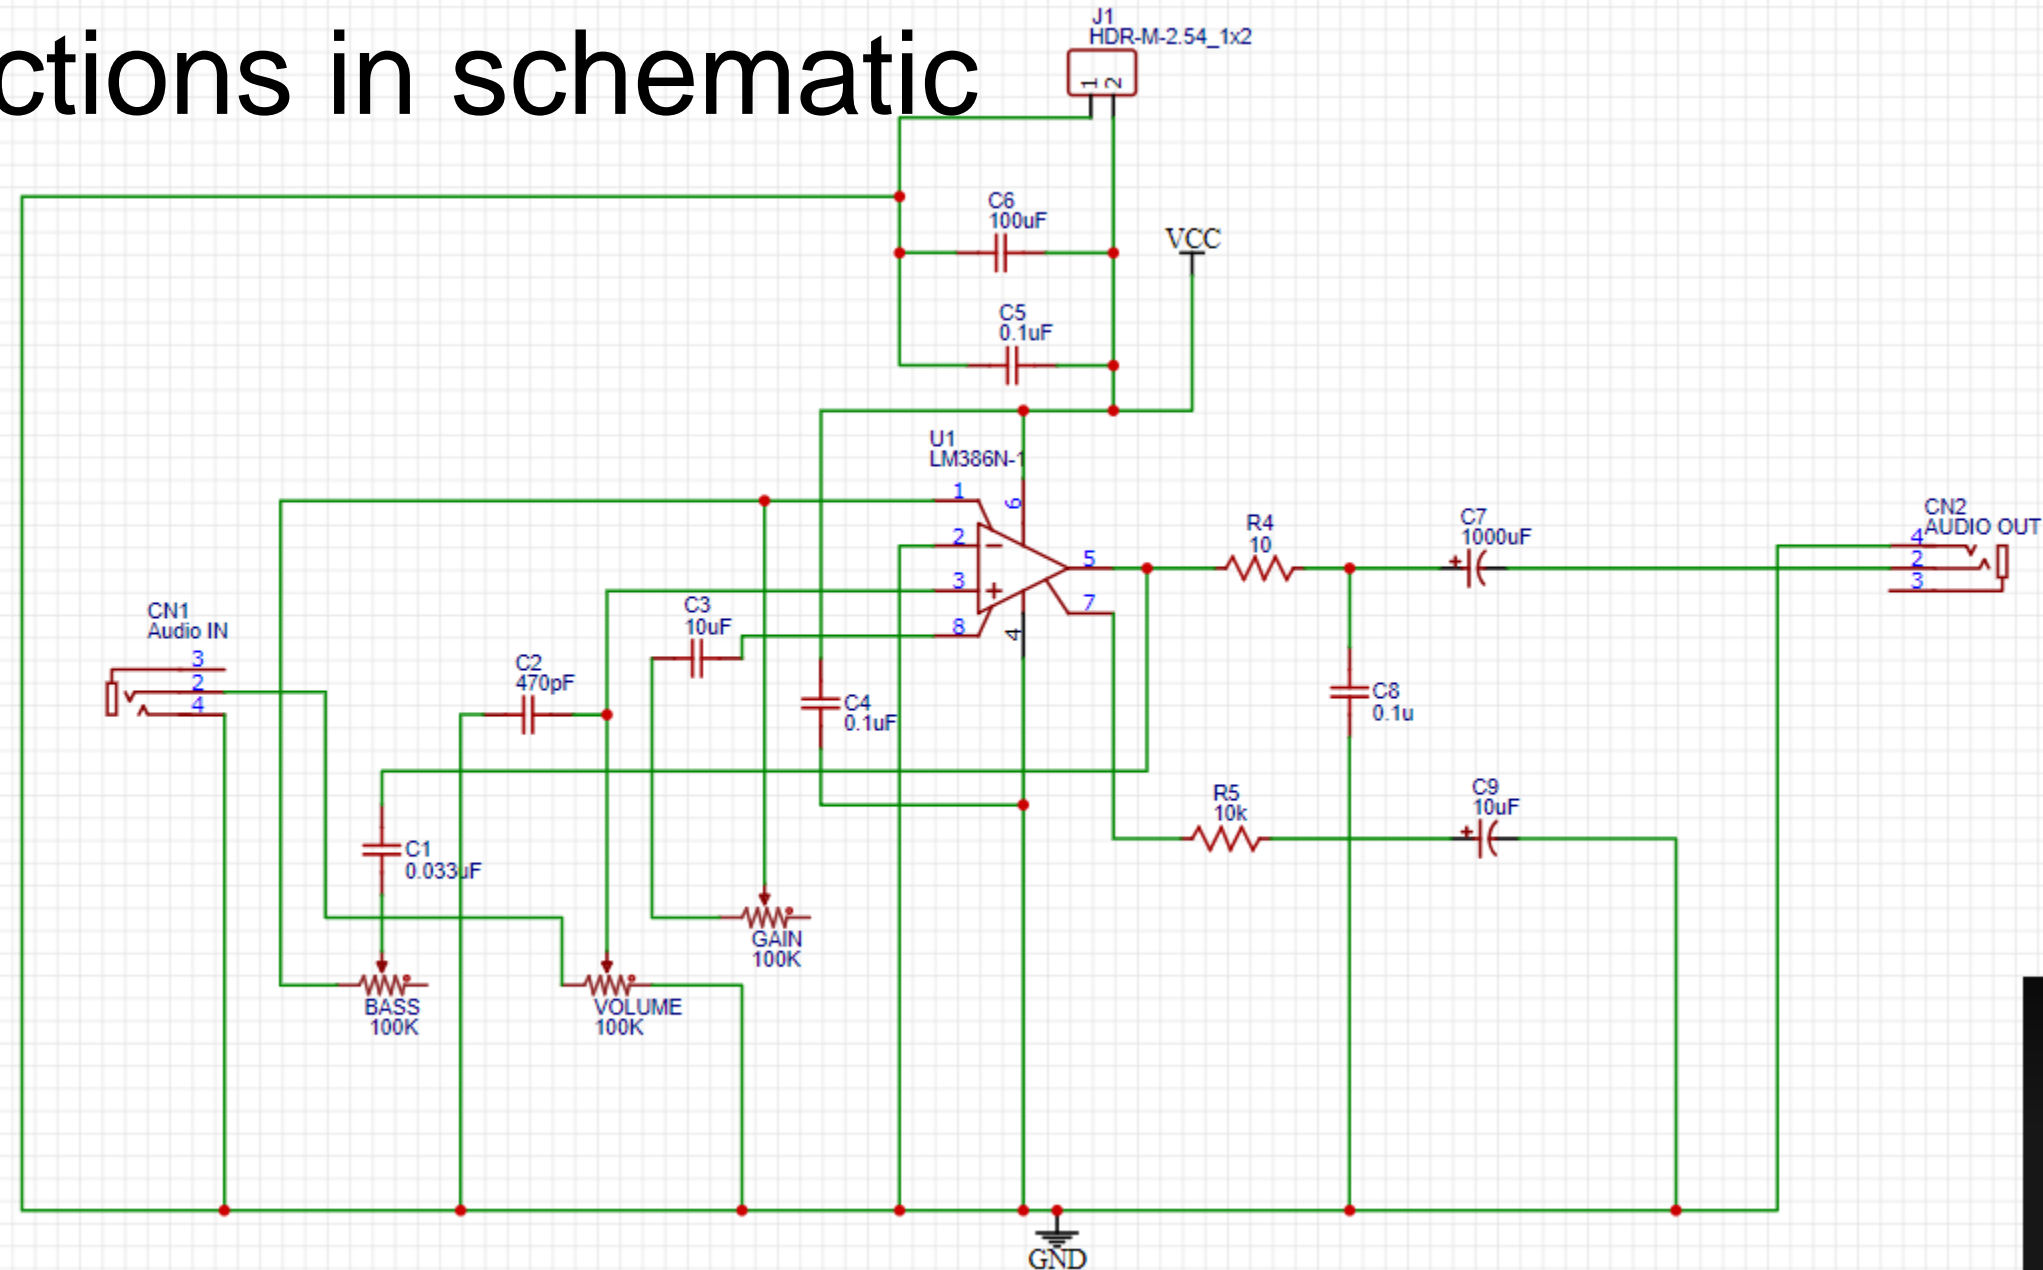 ctions in schematic
J1
HDR-M-2.54_1x2
1
2
C6
100uF
VCC
C5
0.1uF
U1
LM386N-1
1
6
2
5
3
7
8
4
R4
10
C7
1000uF
CN2
AUDIO OUT
4
2
3
CN1
Audio IN
3
2
4
C3
10uF
C2
470pF
C4
0.1uF
C8
0.1u
R5
10k
C9
10uF
C1
0.033uF
GAIN
100K
BASS
100K
VOLUME
100K
GND